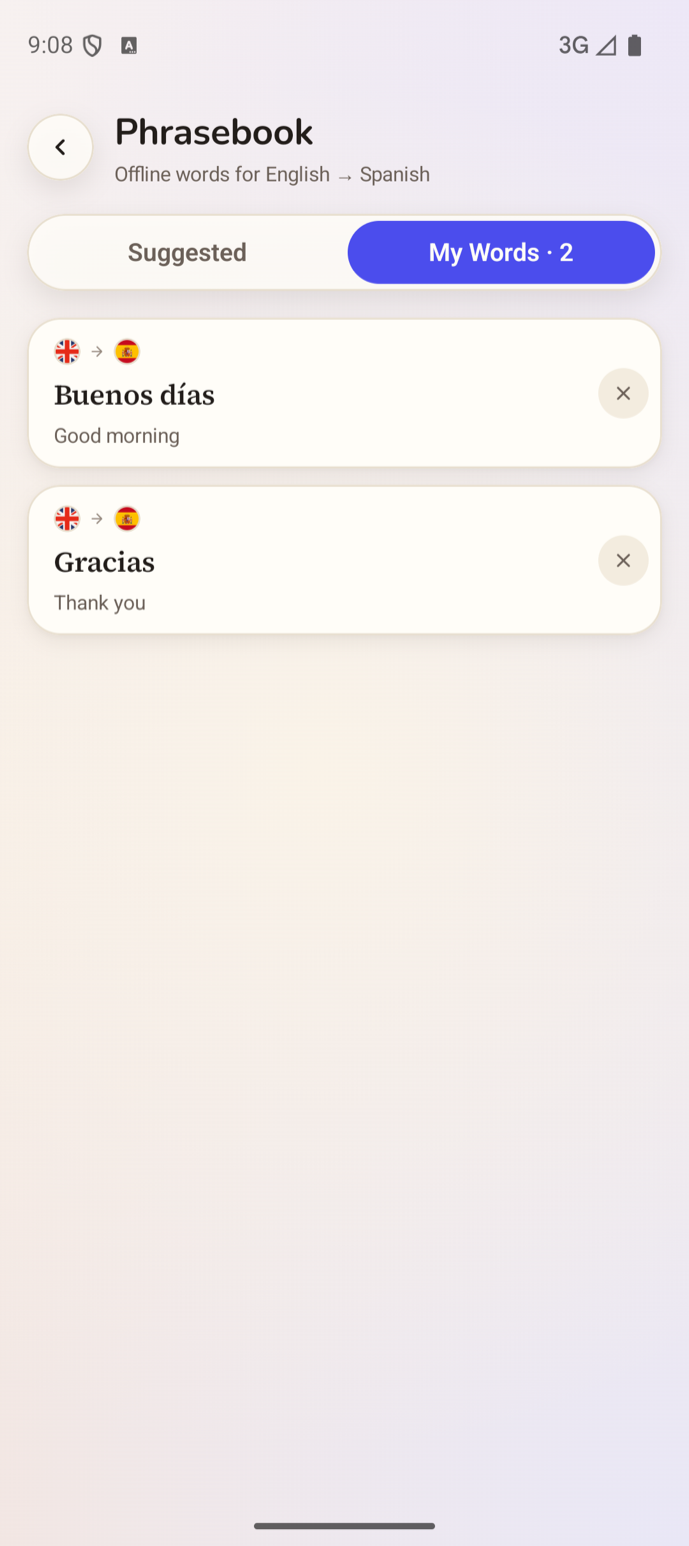 9:08
3G
Phrasebook
Offline words for English → Spanish
Suggested
My Words · 2
Buenos días
Good morning
Gracias
Thank you